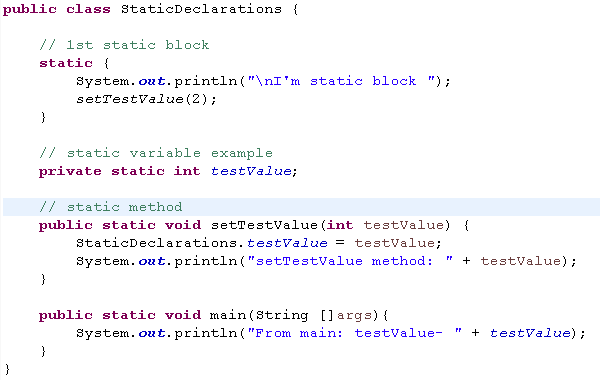 public class StaticDeclarations {
// 1st static block
static {
System.out.println("\nI'm static block ");
setTestValue(2);
}
// static variable example
private static int testValue;
// static method
public static void setTestValue(int testValue) {
StaticDeclarations.testValue = testValue;
System.out.println("setTestValue method: " + testValue);
}
public static void main(String []args){
System.out.println("From main: testValue- " + testValue);
}
}